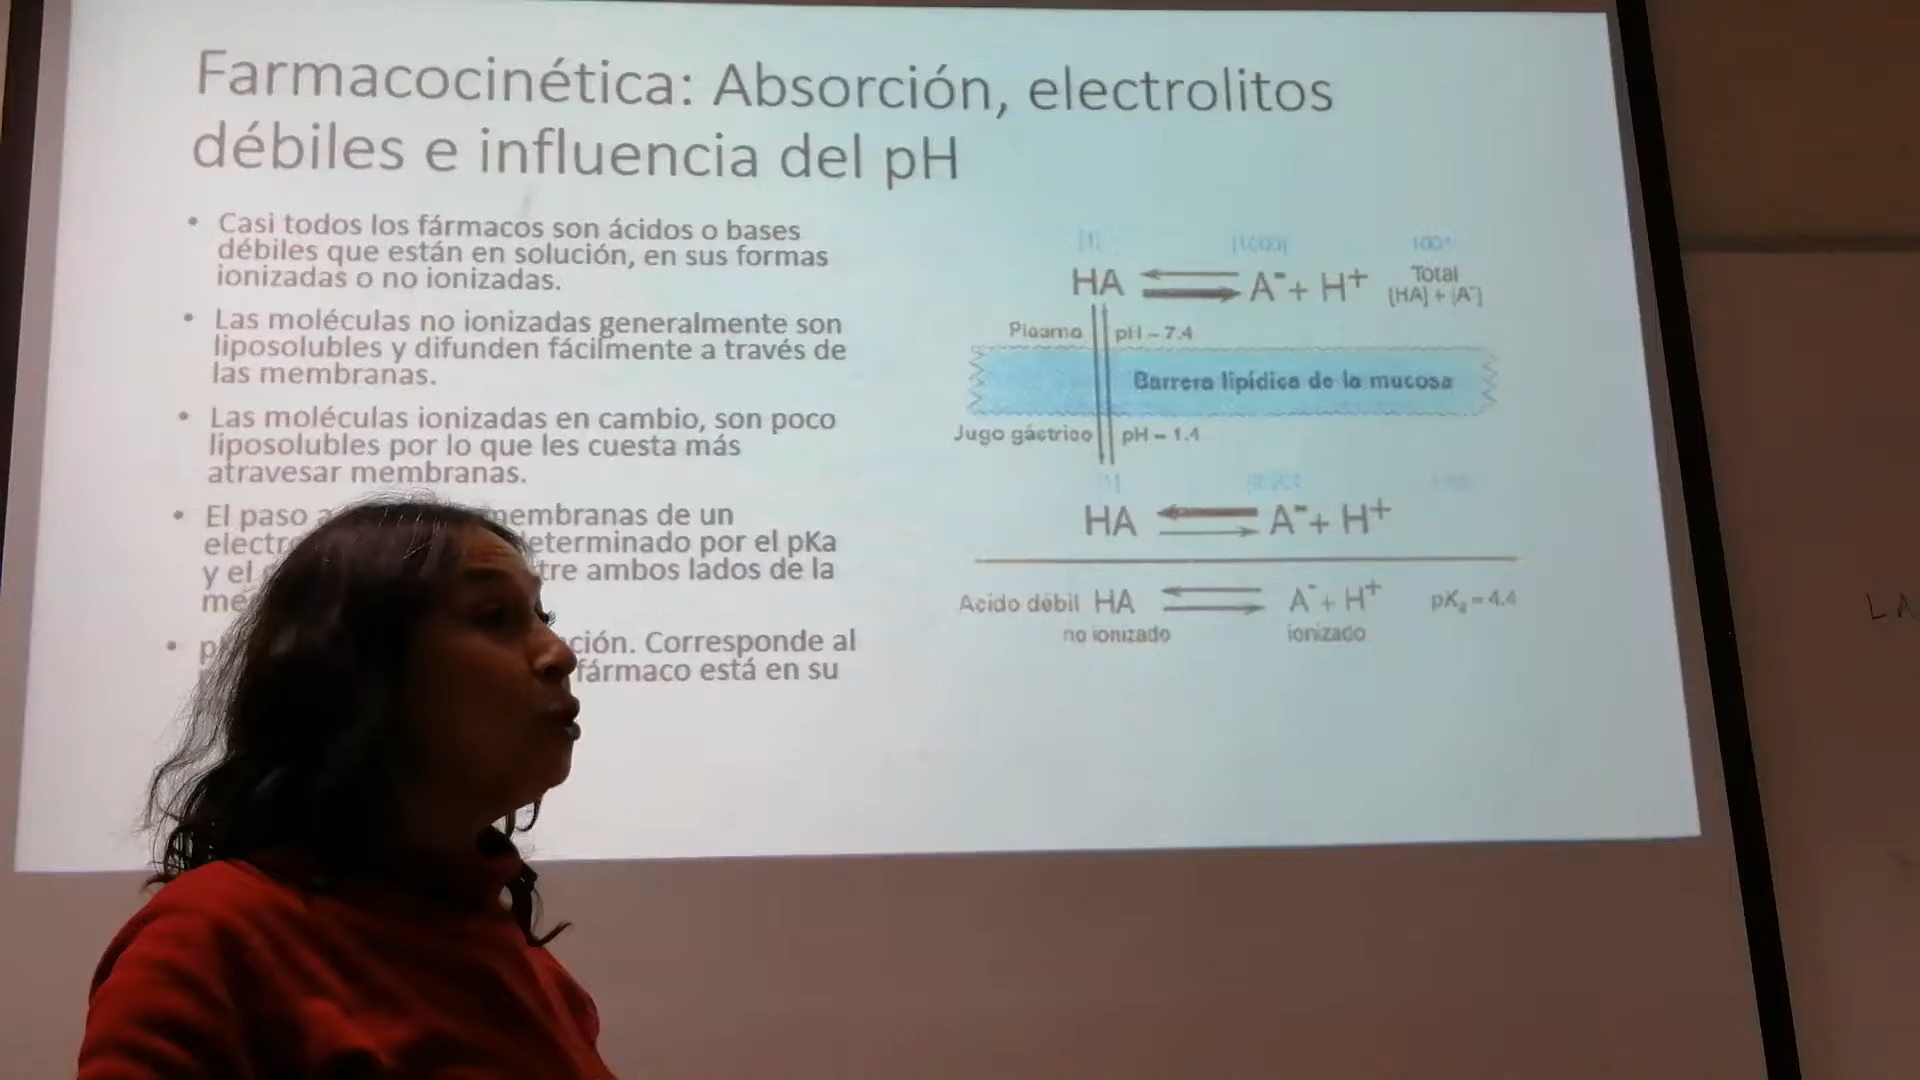 Farmacocinética: Absorción, electrolitos
débiles e influencia del pH
• Casi todos los fármacos son ácidos o bases
débiles que están en solución, en sus formas
ionizadas o no ionizadas.
• Las moléculas no ionizadas generalmente son
liposolubles y difunden fácilmente a través de
las membranas.
• Las moléculas ionizadas en cambio, son poco
liposolubles por lo que les cuesta más
atravesar membranas.
• El paso membranas de un
determinado por el pKa
y el ambos lados de la
Corresponde al
fármaco está en su
[1]
HA A⁻ + H⁺ Total
[HA] + [A⁻]
Plasma pH – 7.4
Barrera lipídica de la mucosa
Jugo gástrico pH – 1.4
[1]
HA A⁻ + H⁺
Acido débil HA A⁻ + H⁺ pKa = 4.4
no ionizado ionizado
LA